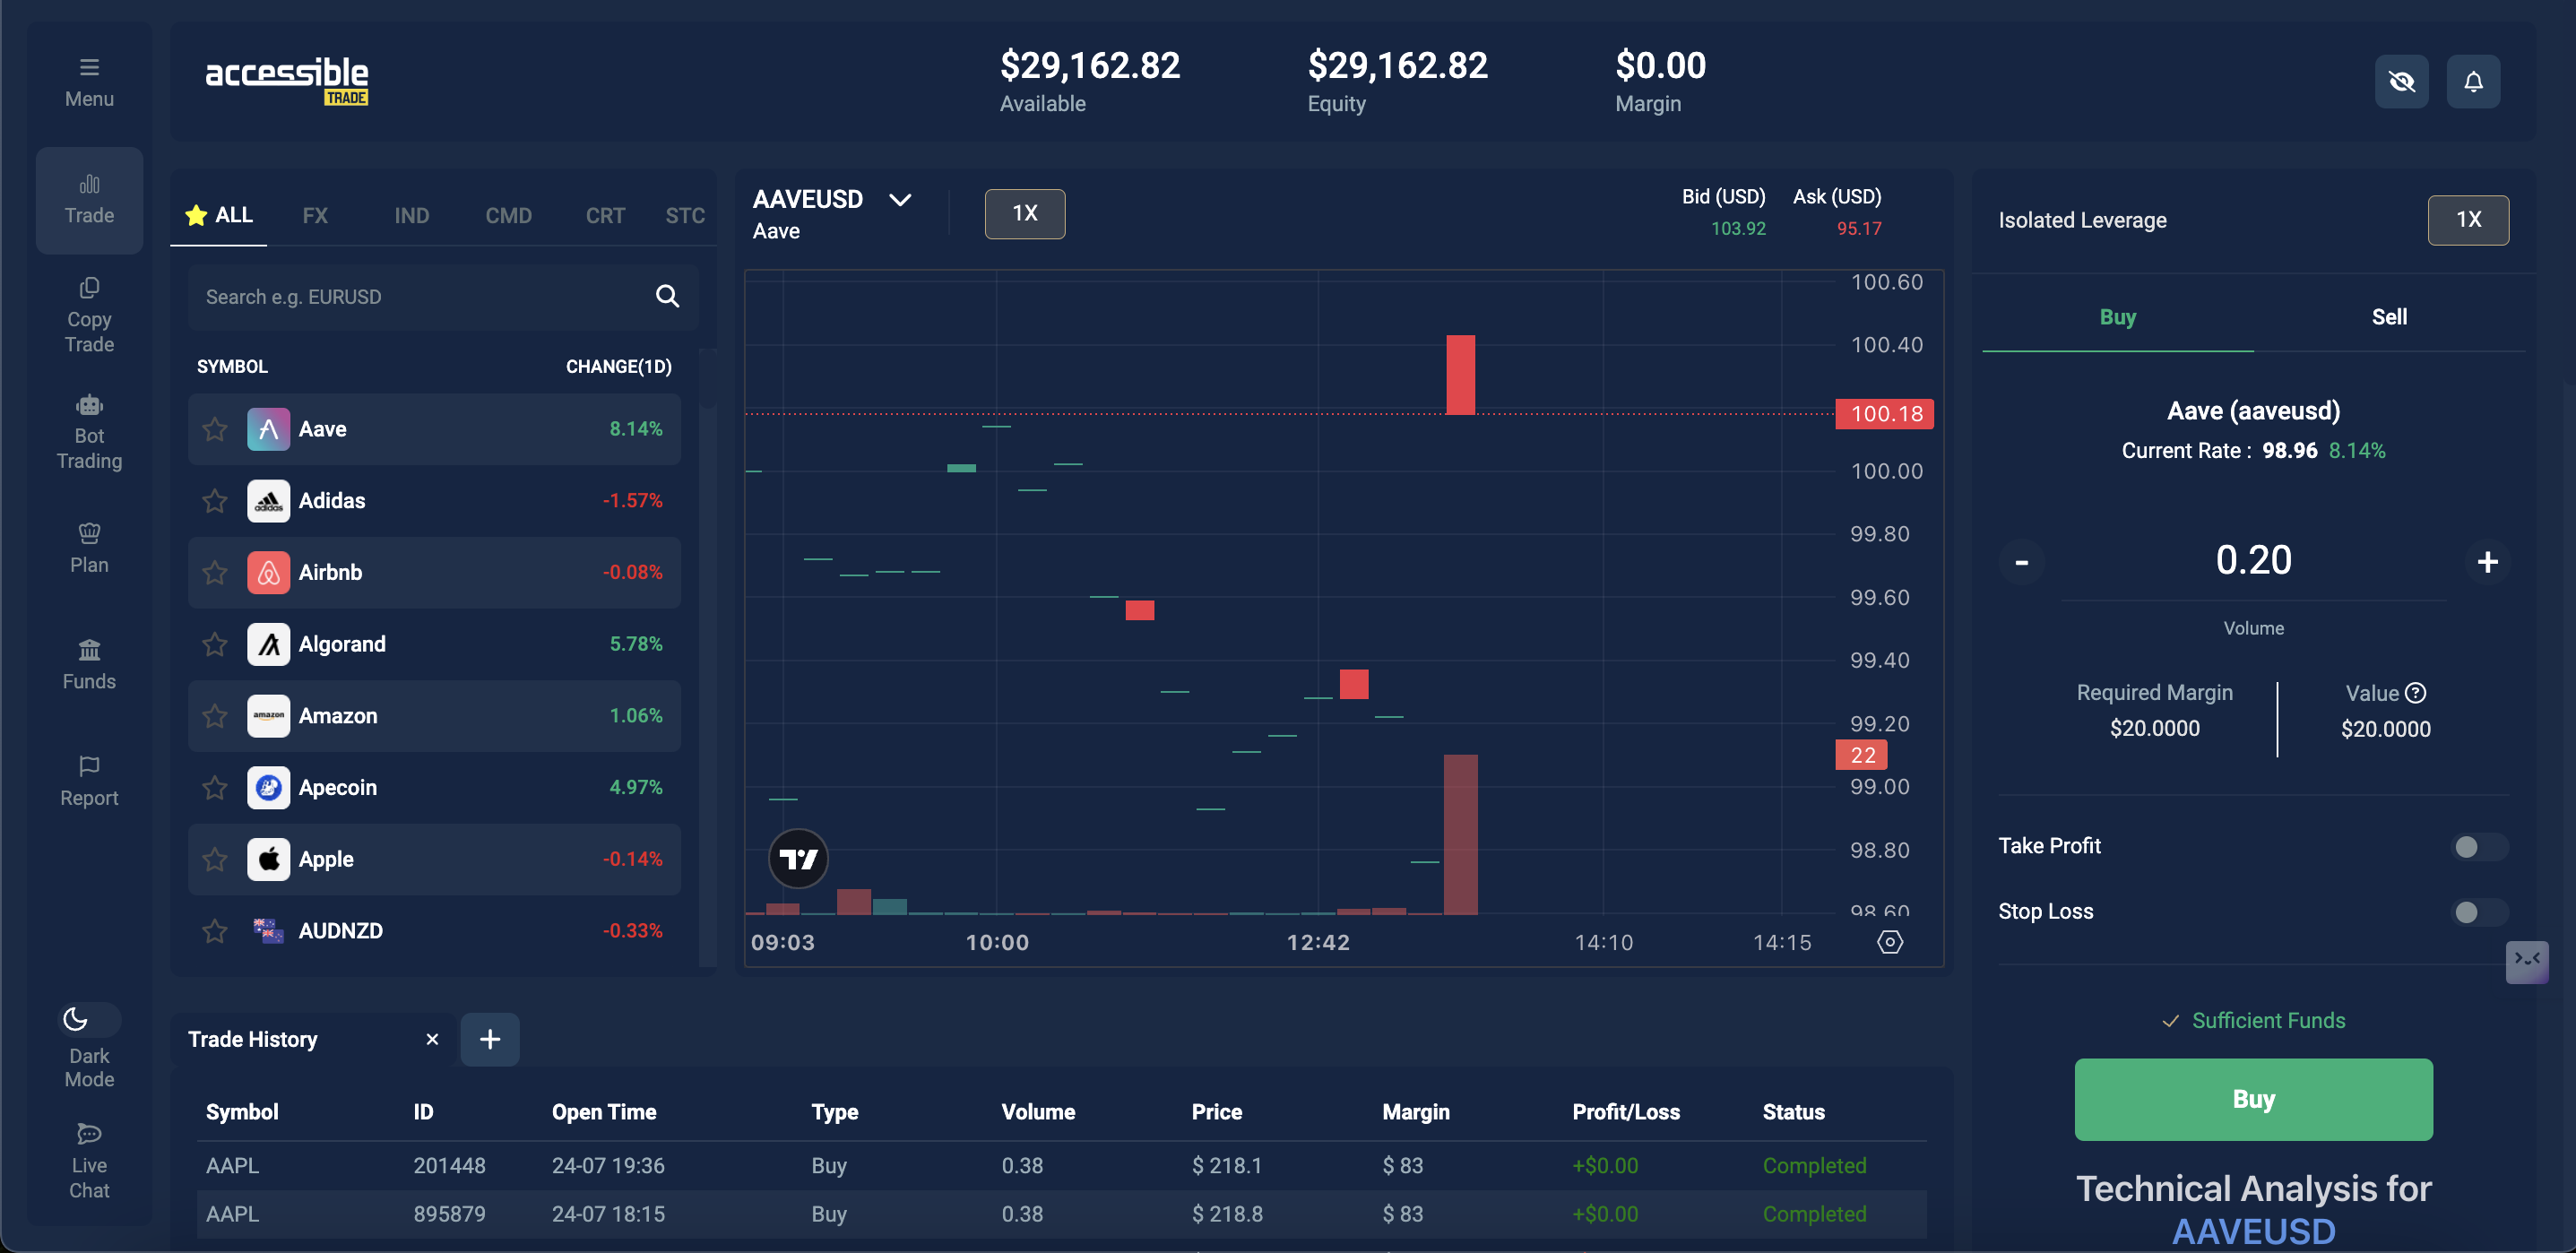 Menu
Trade
Copy
Trade
Bot
Trading
Plan
Funds
Report
Dark
Mode
Live
Chat
accessible
TRADE
$29,162.82
Available
$29,162.82
Equity
$0.00
Margin
ALL FX IND CMD CRT STC
Search e.g. EURUSD
SYMBOL CHANGE(1D)
Aave 8.14%
adidas Adidas -1.57%
Airbnb -0.08%
Algorand 5.78%
amazon Amazon 1.06%
Apecoin 4.97%
Apple -0.14%
AUDNZD -0.33%
AAVEUSD
Aave
1X
Bid (USD) Ask (USD)
103.92 95.17
100.60
100.40
100.18
100.00
99.80
99.60
99.40
99.20
22
99.00
98.80
98.60
09:03 10:00 12:42 14:10 14:15
Isolated Leverage 1X
Buy Sell
Aave (aaveusd)
Current Rate : 98.96 8.14%
- 0.20 +
Volume
Required Margin Value
$20.0000 $20.0000
Take Profit
Stop Loss
Sufficient Funds
Buy
Technical Analysis for
AAVEUSD
Trade History × +
Symbol ID Open Time Type Volume Price Margin Profit/Loss Status
AAPL 201448 24-07 19:36 Buy 0.38 $ 218.1 $ 83 +$0.00 Completed
AAPL 895879 24-07 18:15 Buy 0.38 $ 218.8 $ 83 +$0.00 Completed